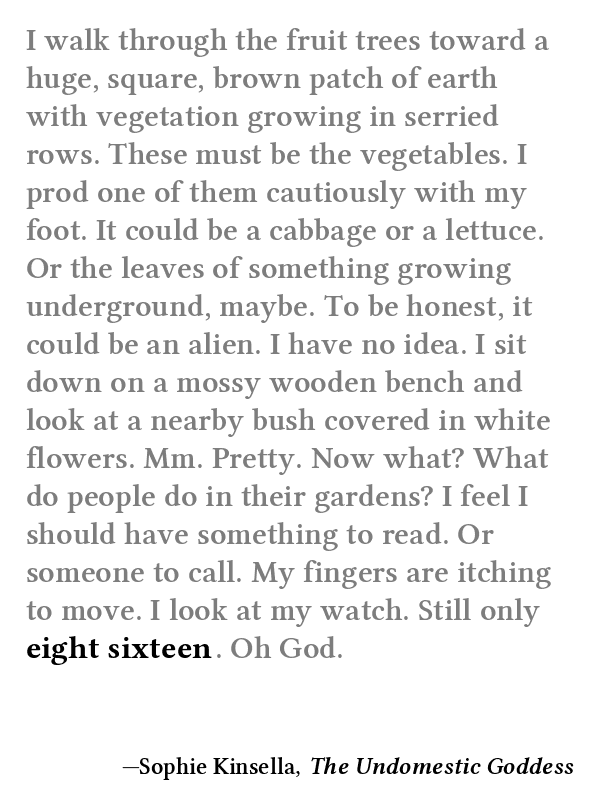 I walk through the fruit trees toward a
huge, square, brown patch of earth
with vegetation growing in serried
rows. These must be the vegetables. I
prod one of them cautiously with my
foot. It could be a cabbage or a lettuce.
Or the leaves of something growing
underground, maybe. To be honest, it
could be an alien. I have no idea. I sit
down on a mossy wooden bench and
look at a nearby bush covered in white
flowers. Mm. Pretty. Now what? What
do people do in their gardens? I feel I
should have something to read. Or
someone to call. My fingers are itching
to move. I look at my watch. Still only
eight sixteen. Oh God.
—Sophie Kinsella, The Undomestic Goddess